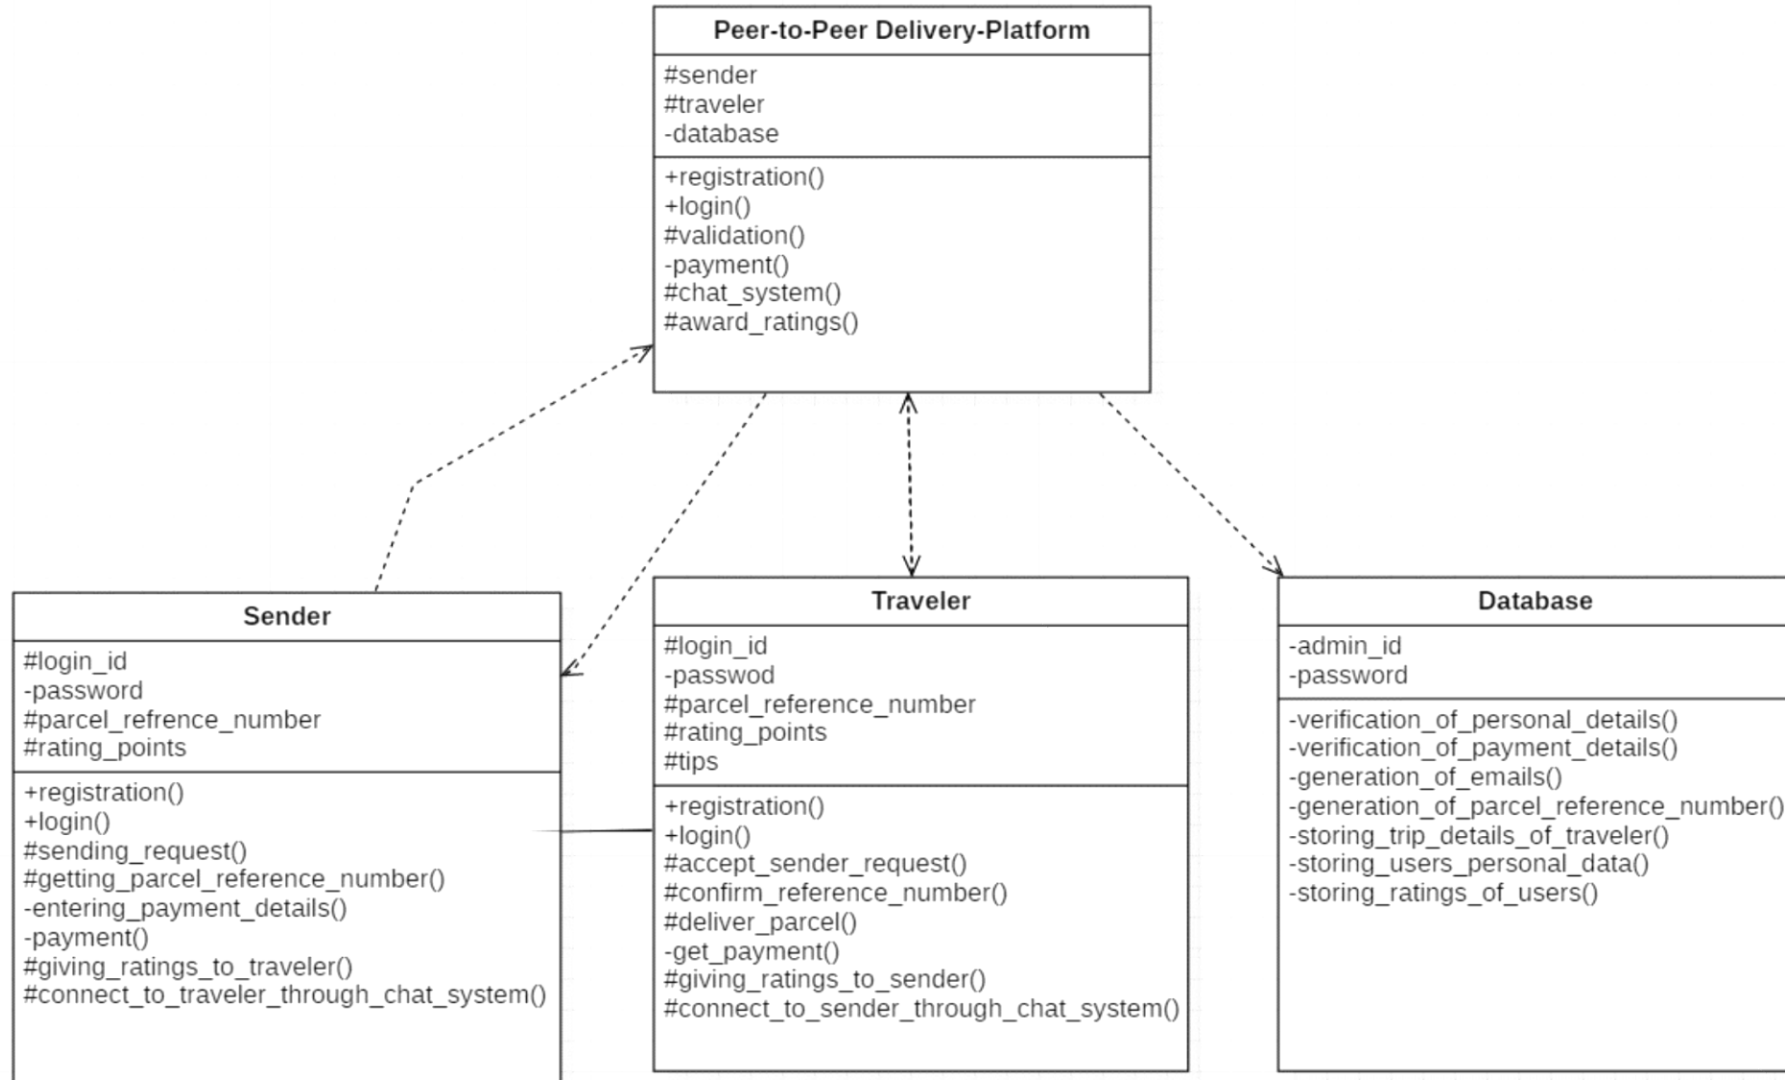 Peer-to-Peer Delivery-Platform
#sender
#traveler
-database
+registration()
+login()
#validation()
-payment()
#chat_system()
#award_ratings()
Sender
#login_id
-password
#parcel_refrence_number
#rating_points
+registration()
+login()
#sending_request()
#getting_parcel_reference_number()
-entering_payment_details()
-payment()
#giving_ratings_to_traveler()
#connect_to_traveler_through_chat_system()
Traveler
#login_id
-passwod
#parcel_reference_number
#rating_points
#tips
+registration()
+login()
#accept_sender_request()
#confirm_reference_number()
#deliver_parcel()
-get_payment()
#giving_ratings_to_sender()
#connect_to_sender_through_chat_system()
Database
-admin_id
-password
-verification_of_personal_details()
-verification_of_payment_details()
-generation_of_emails()
-generation_of_parcel_reference_number()
-storing_trip_details_of_traveler()
-storing_users_personal_data()
-storing_ratings_of_users()